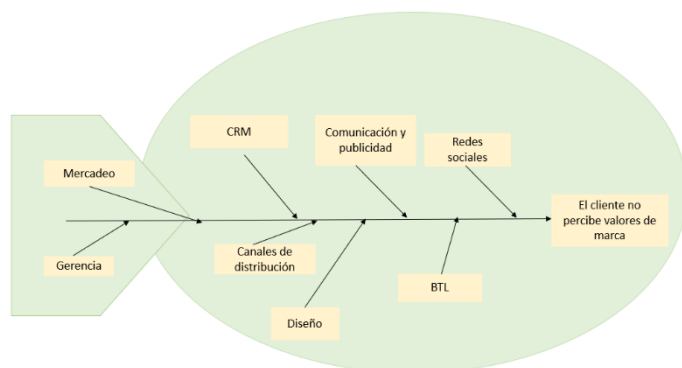 CRM
Comunicación y
publicidad
Redes
sociales
Mercadeo
El cliente no
percibe valores de
marca
Gerencia
Canales de
distribución
BTL
Diseño